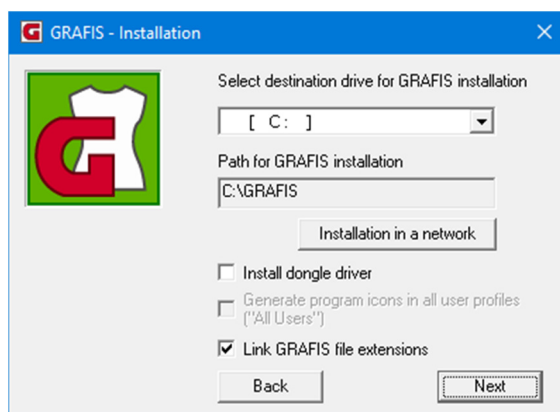 GRAFIS - Installation
Select destination drive for GRAFIS installation
[ C: ]
Path for GRAFIS installation
C:\GRAFIS
Installation in a network
Install dongle driver
Generate program icons in all user profiles
("All Users")
Link GRAFIS file extensions
Back
Next